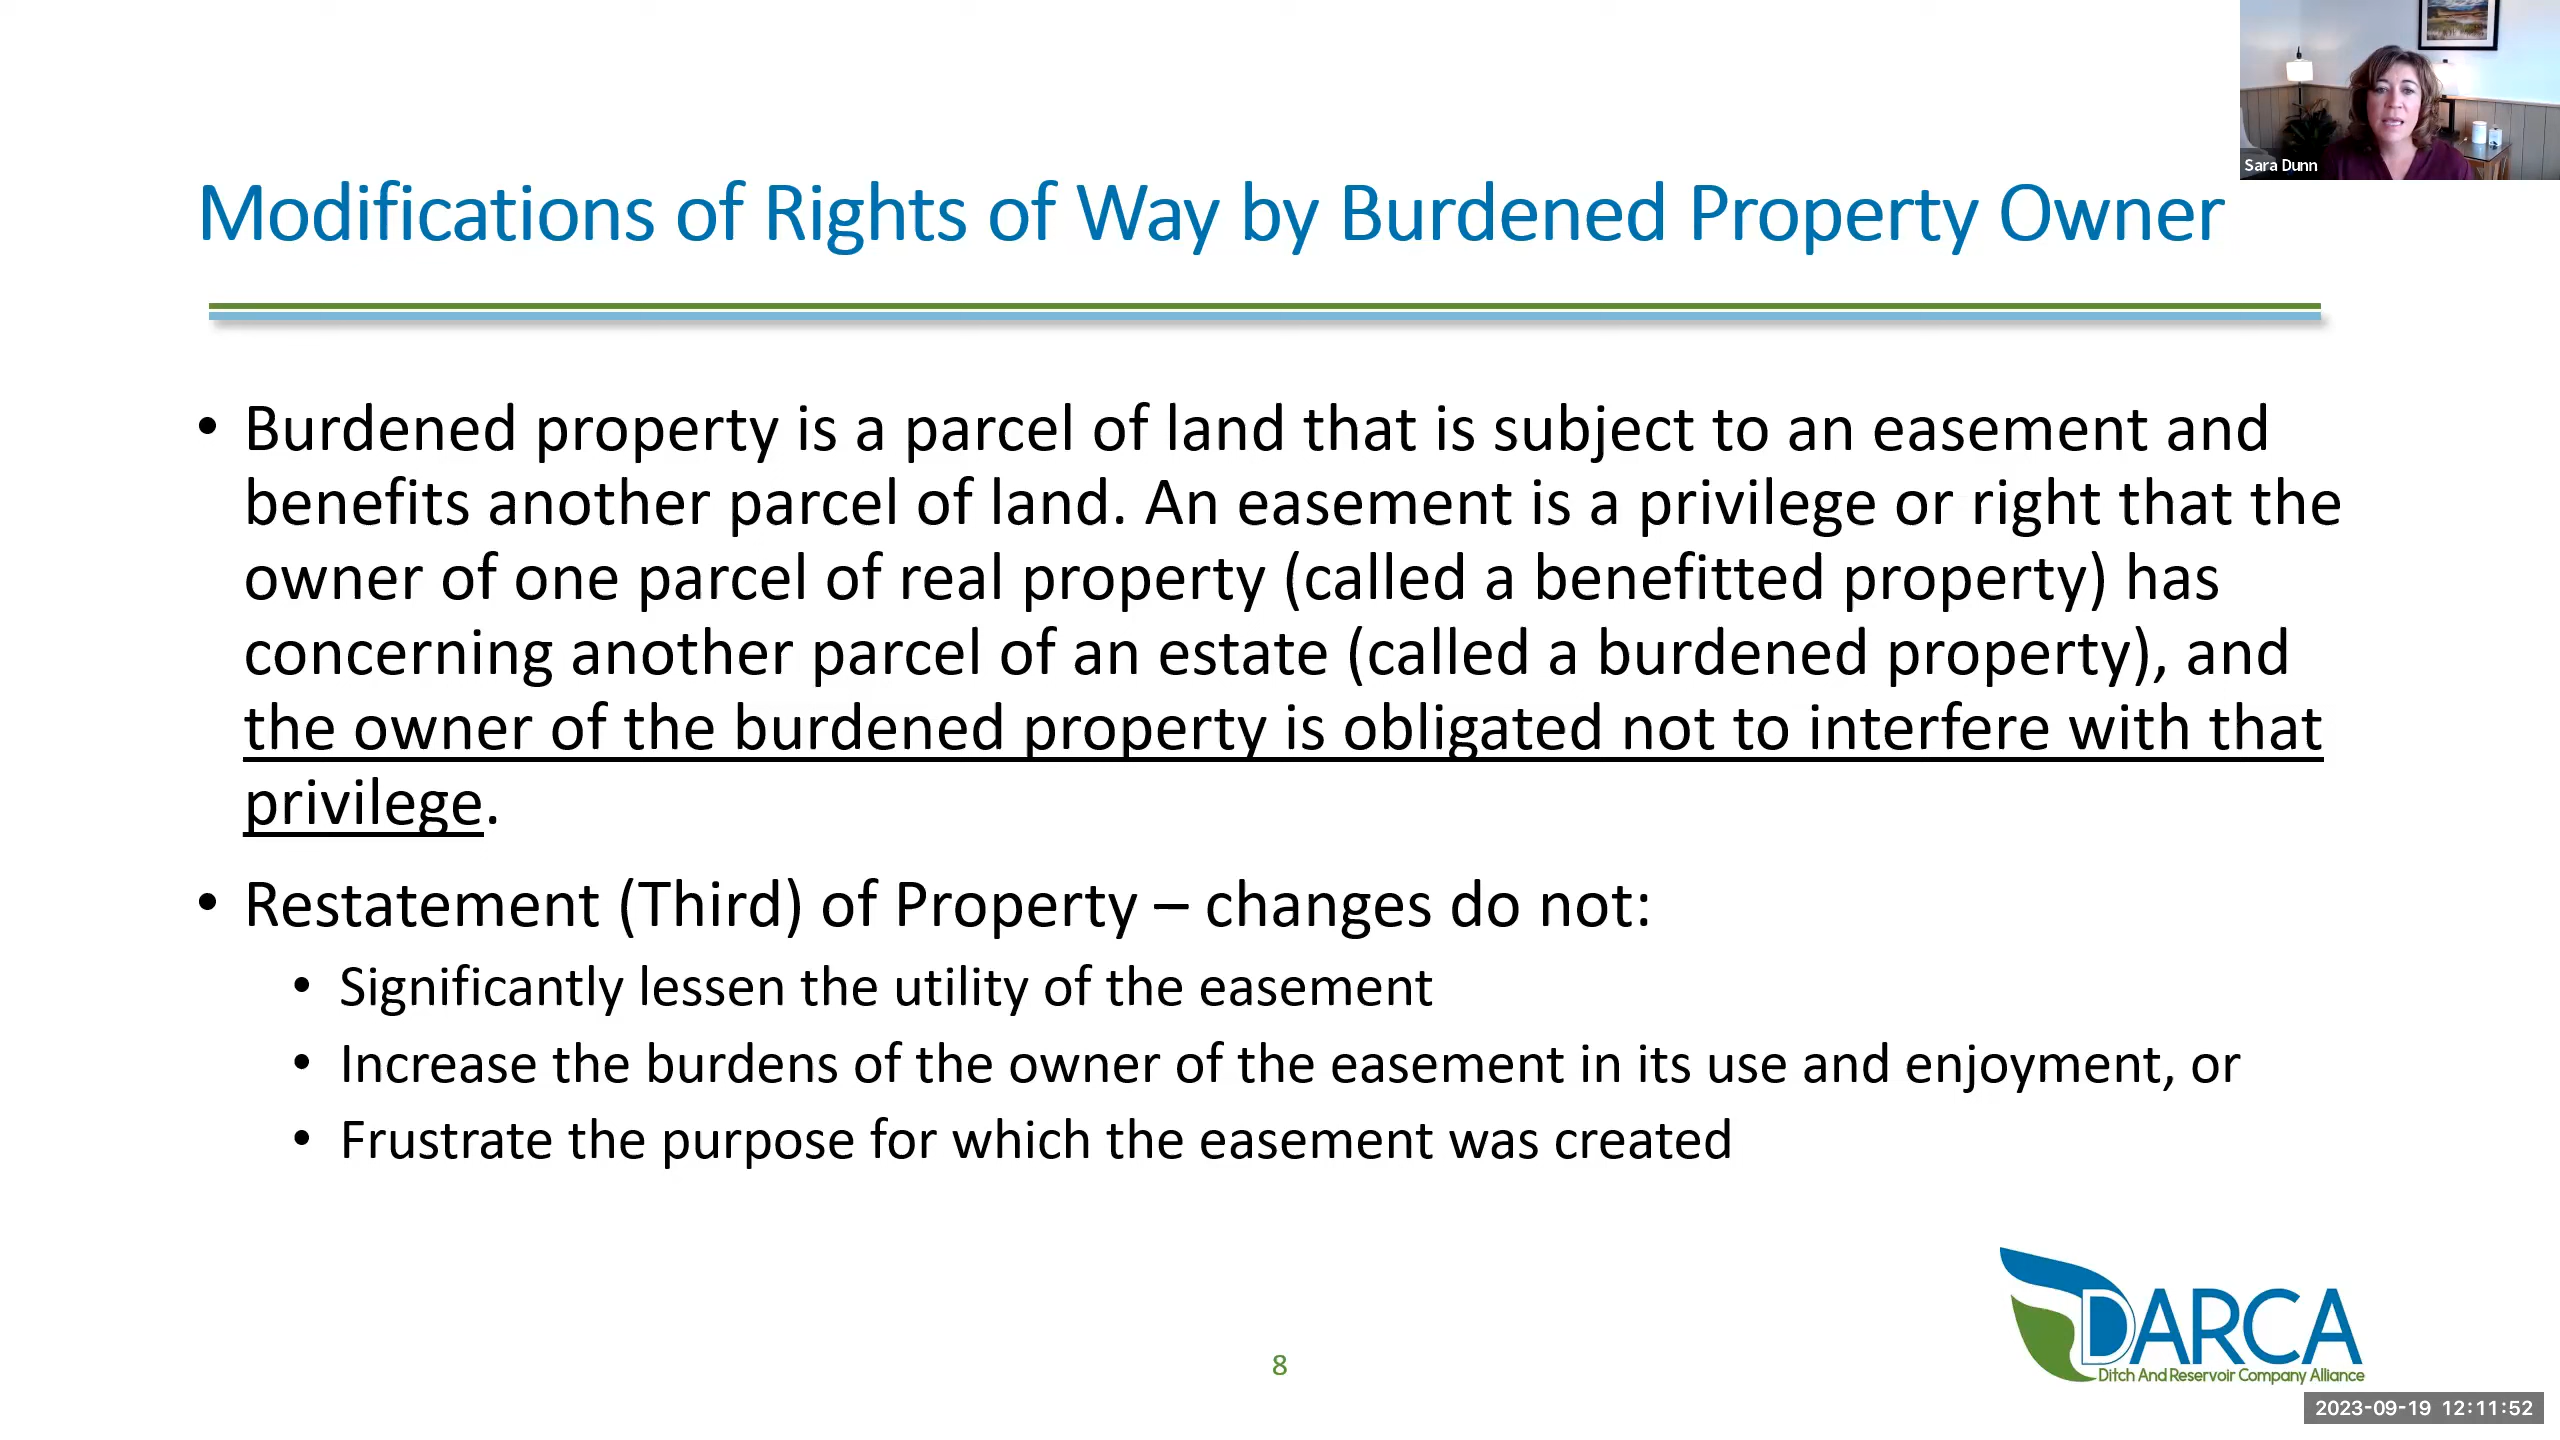 Sara Dunn
Modifications of Rights of Way by Burdened Property Owner
• Burdened property is a parcel of land that is subject to an easement and
benefits another parcel of land. An easement is a privilege or right that the
owner of one parcel of real property (called a benefitted property) has
concerning another parcel of an estate (called a burdened property), and
the owner of the burdened property is obligated not to interfere with that
privilege.
• Restatement (Third) of Property – changes do not:
• Significantly lessen the utility of the easement
• Increase the burdens of the owner of the easement in its use and enjoyment, or
• Frustrate the purpose for which the easement was created
DARCA
Ditch And Reservoir Company Alliance
8
2023-09-19 12:11:52